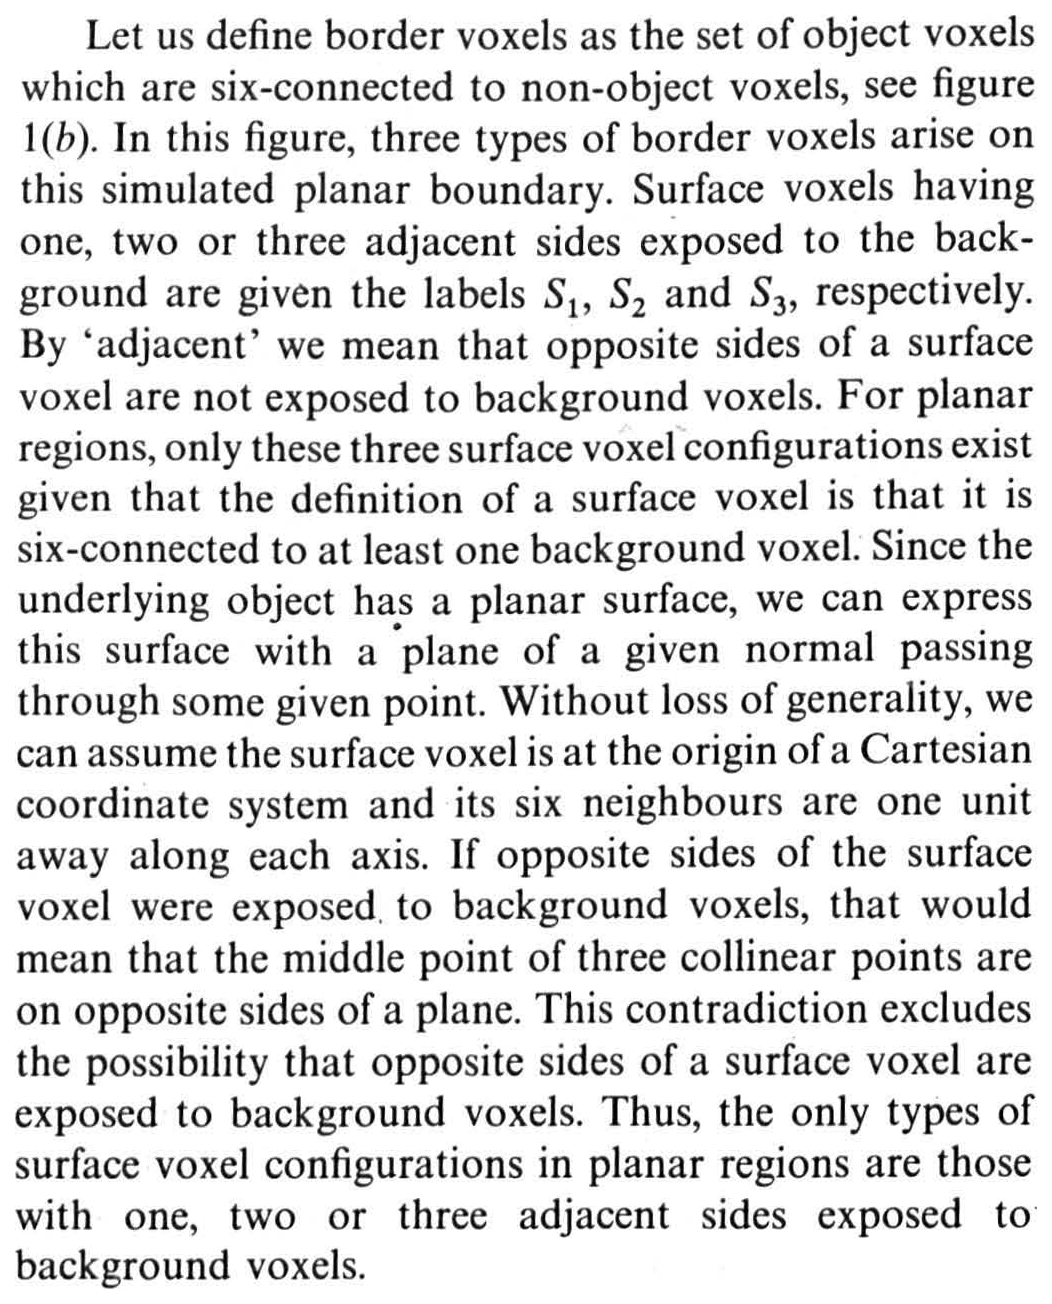 Let us define border voxels as the set of object voxels
which are six-connected to non-object voxels, see figure
1(b). In this figure, three types of border voxels arise on
this simulated planar boundary. Surface voxels having
one, two or three adjacent sides exposed to the back-
ground are given the labels S₁, S₂ and S₃, respectively.
By ‘adjacent’ we mean that opposite sides of a surface
voxel are not exposed to background voxels. For planar
regions, only these three surface voxel configurations exist
given that the definition of a surface voxel is that it is
six-connected to at least one background voxel. Since the
underlying object has a planar surface, we can express
this surface with a plane of a given normal passing
through some given point. Without loss of generality, we
can assume the surface voxel is at the origin of a Cartesian
coordinate system and its six neighbours are one unit
away along each axis. If opposite sides of the surface
voxel were exposed to background voxels, that would
mean that the middle point of three collinear points are
on opposite sides of a plane. This contradiction excludes
the possibility that opposite sides of a surface voxel are
exposed to background voxels. Thus, the only types of
surface voxel configurations in planar regions are those
with one, two or three adjacent sides exposed to
background voxels.